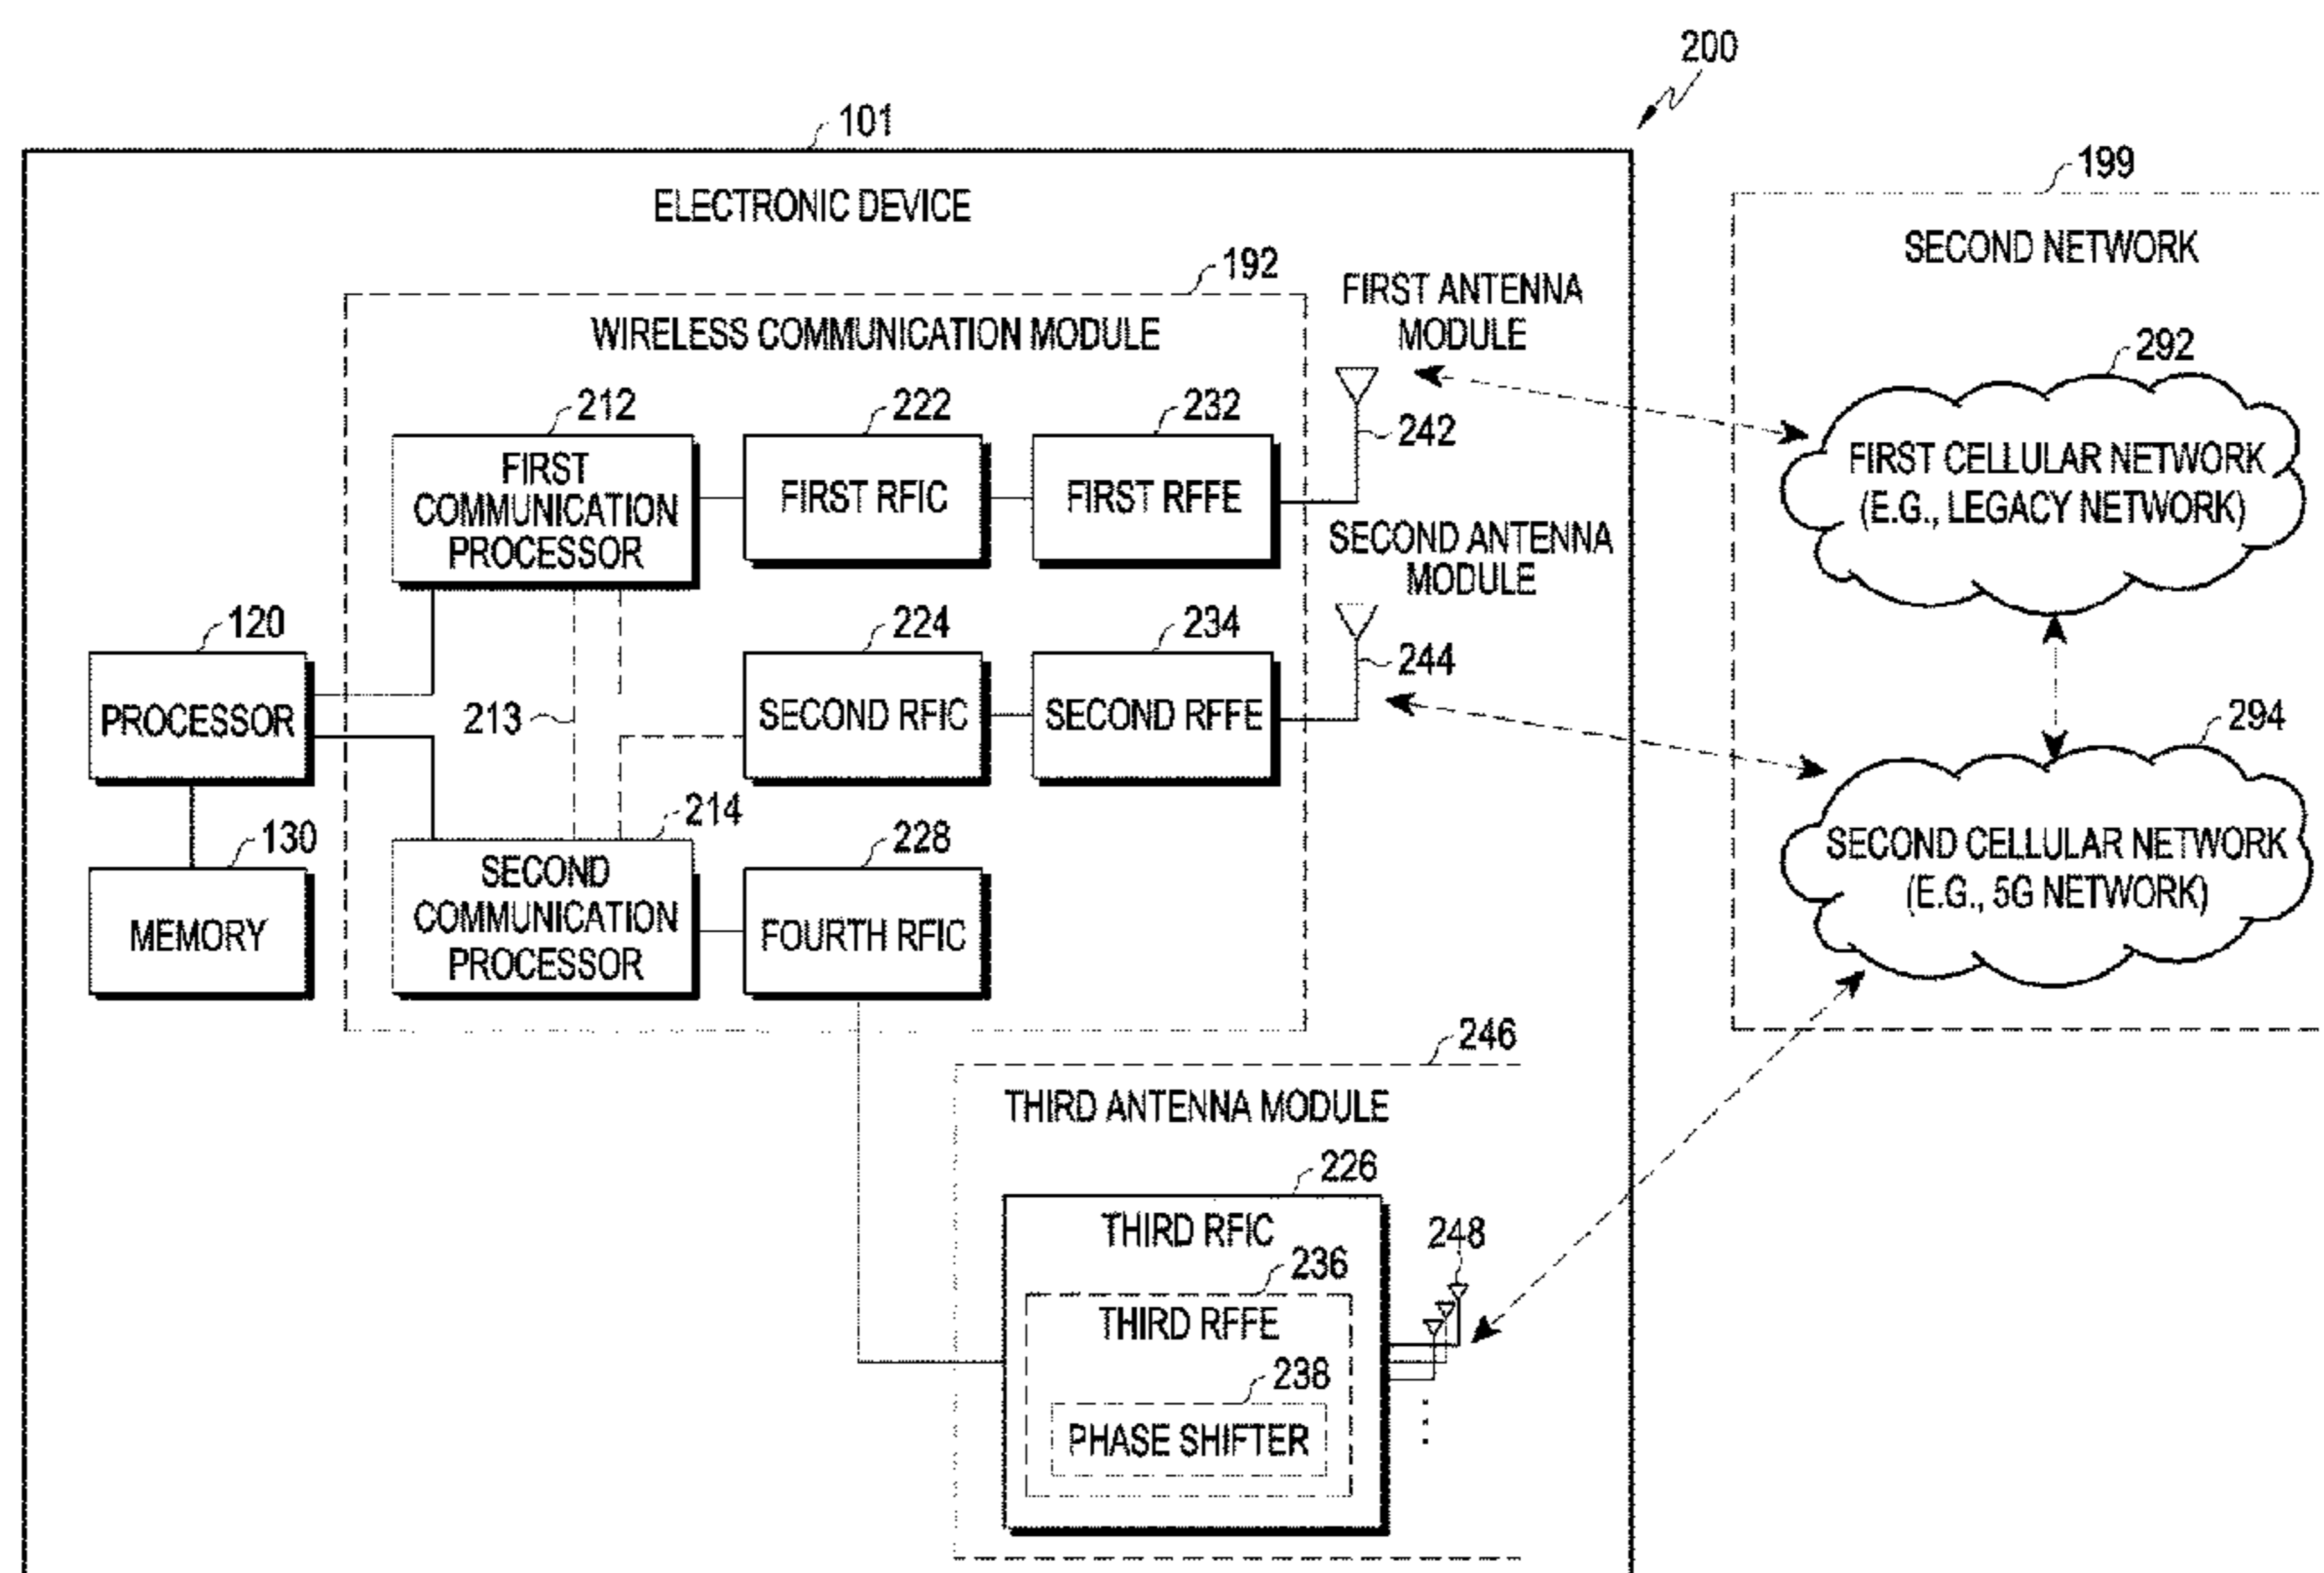 200
101
ELECTRONIC DEVICE
199
SECOND NETWORK
192
WIRELESS COMMUNICATION MODULE
FIRST ANTENNA
MODULE
292
FIRST CELLULAR NETWORK
(E.G., LEGACY NETWORK)
212
FIRST
COMMUNICATION
PROCESSOR
222
FIRST RFIC
232
FIRST RFFE
242
SECOND ANTENNA
MODULE
120
PROCESSOR
213
224
SECOND RFIC
234
SECOND RFFE
244
294
SECOND CELLULAR NETWORK
(E.G., 5G NETWORK)
130
MEMORY
214
SECOND
COMMUNICATION
PROCESSOR
228
FOURTH RFIC
246
THIRD ANTENNA MODULE
226
THIRD RFIC
236
THIRD RFFE
238
PHASE SHIFTER
248